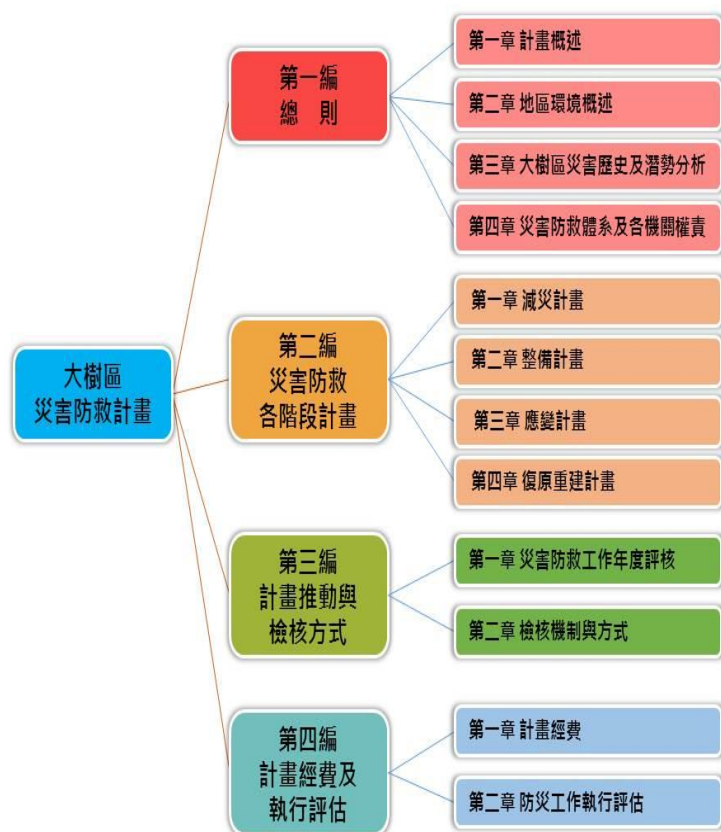 大樹區
災害防救計畫
第一編
總　則
第一章 計畫概述
第二章 地區環境概述
第三章 大樹區災害歷史及潛勢分析
第四章 災害防救體系及各機關權責
第二編
災害防救
各階段計畫
第一章 減災計畫
第二章 整備計畫
第三章 應變計畫
第四章 復原重建計畫
第三編
計畫推動與
檢核方式
第一章 災害防救工作年度評核
第二章 檢核機制與方式
第四編
計畫經費及
執行評估
第一章 計畫經費
第二章 防災工作執行評估